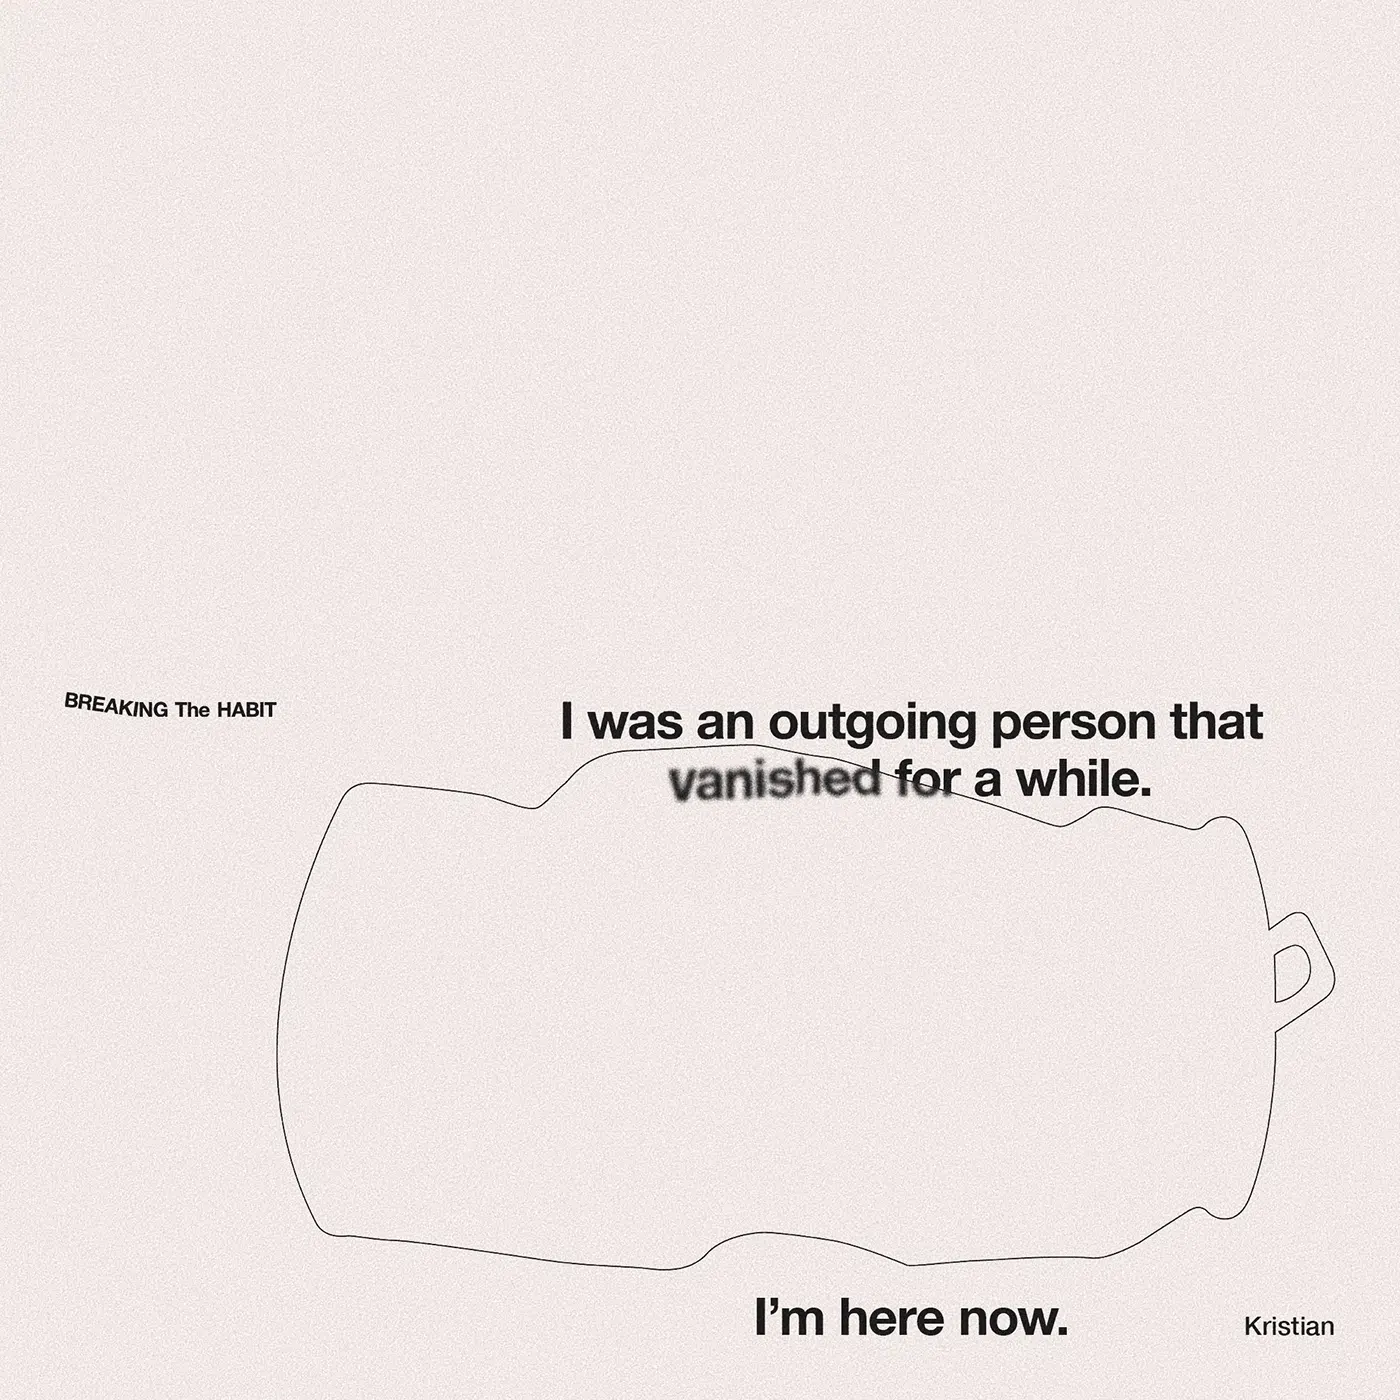 BREAKING The HABIT
I was an outgoing person that
vanished for a while.
I’m here now.
Kristian